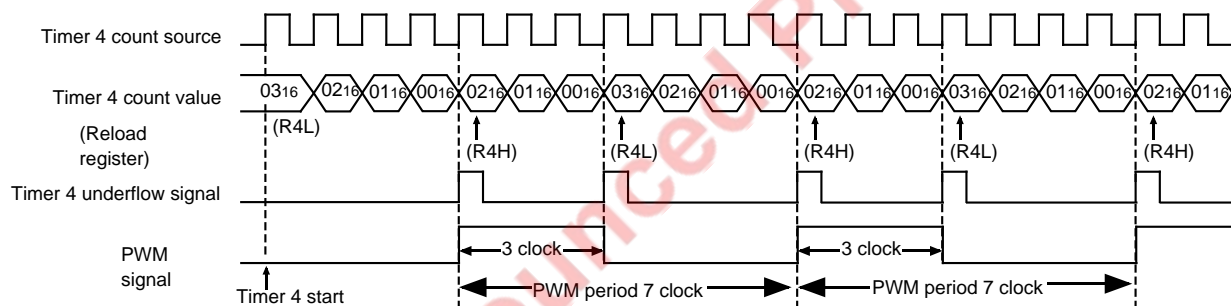 Timer 4 count source
Timer 4 count value
0316 0216 0116 0016 0216 0116 0016 0316 0216 0116 0016 0216 0116 0016 0316 0216 0116 0016 0216 0116
(Reload
register)
(R4L) (R4H) (R4L) (R4H) (R4L) (R4H)
Timer 4 underflow signal
PWM
signal
3 clock 3 clock
PWM period 7 clock PWM period 7 clock
Timer 4 start